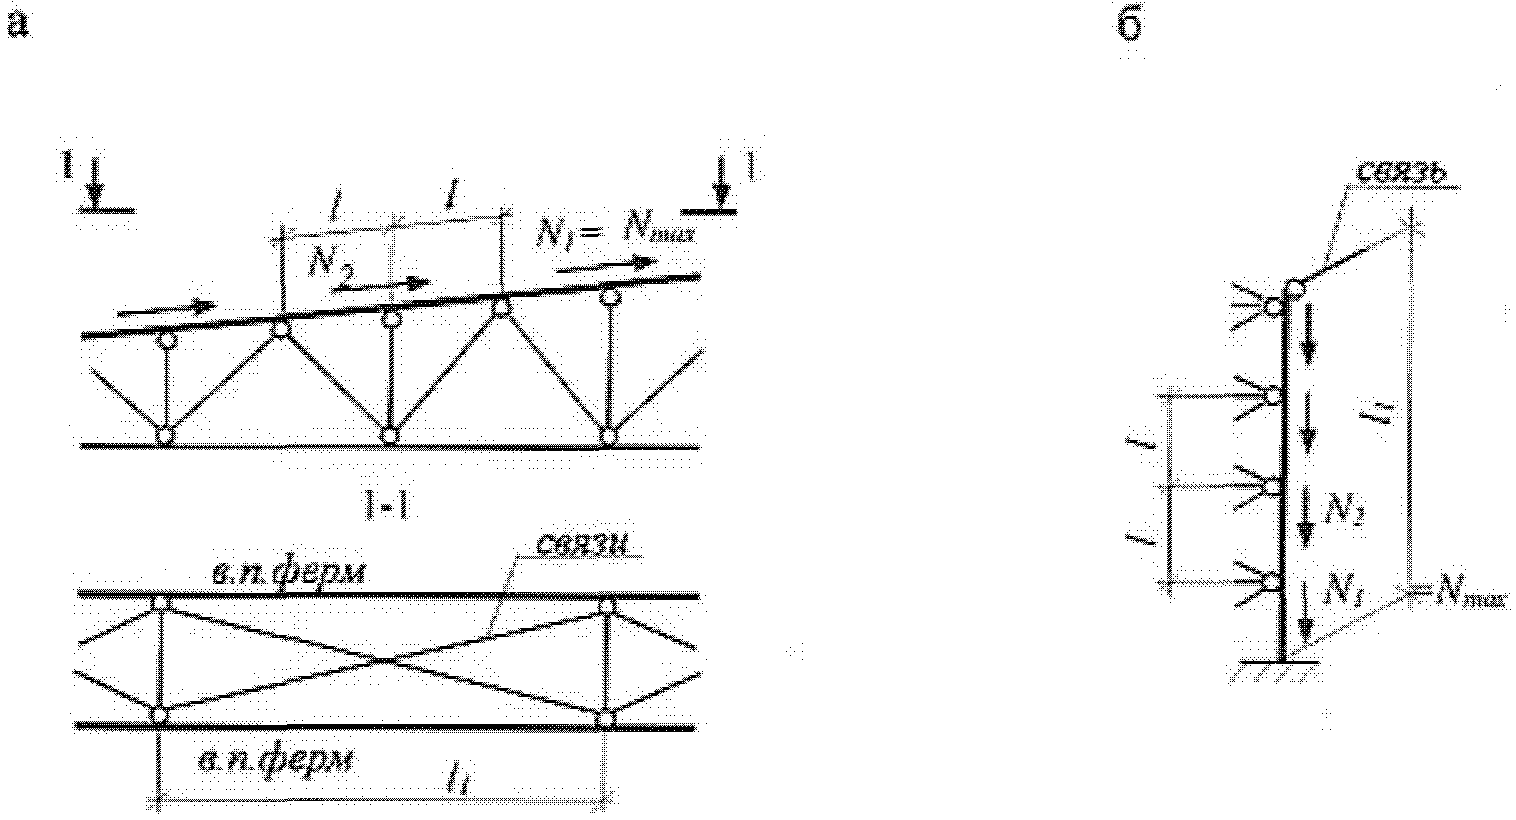 а
б
1
1
l
l
N₂
N₁ = Nmax
1-1
связи
в.п.ферм
в.п.ферм
l₁
связь
l
l
l₁
N₂
N₁ = Nmax